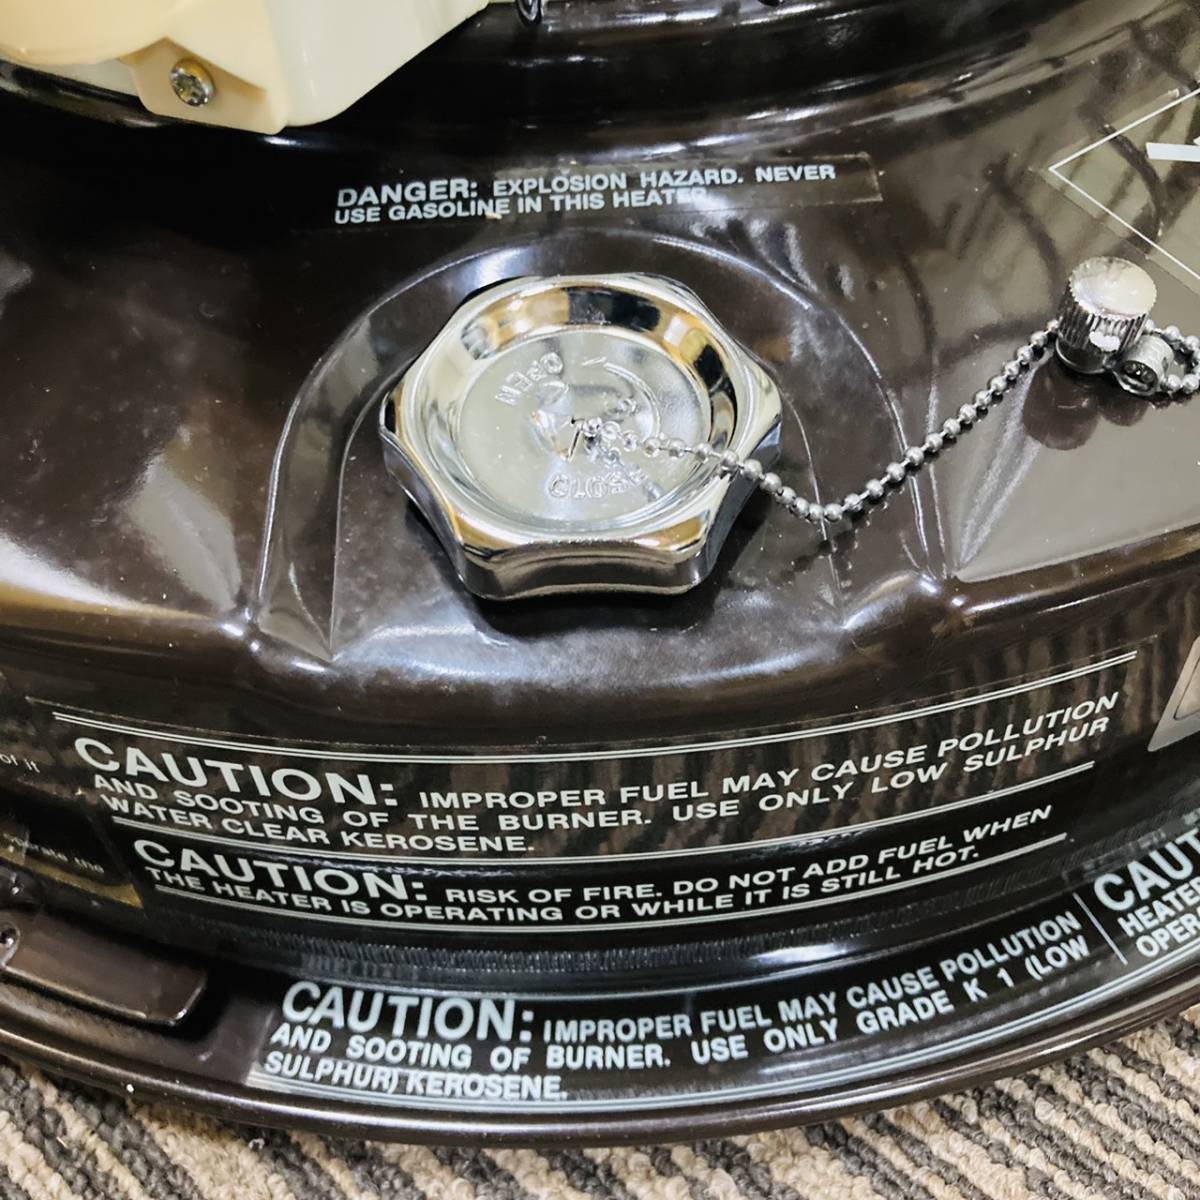 DANGER: EXPLOSION HAZARD. NEVER
USE GASOLINE IN THIS HEATER
OPEN
of it
CAUTION: IMPROPER FUEL MAY CAUSE POLLUTION
AND SOOTING OF THE BURNER. USE ONLY LOW SULPHUR
WATER CLEAR KEROSENE.
CAUTION: RISK OF FIRE. DO NOT ADD FUEL WHEN
THE HEATER IS OPERATING OR WHILE IT IS STILL HOT.
CAUTION: IMPROPER FUEL MAY CAUSE POLLUTION
AND SOOTING OF BURNER. USE ONLY GRADE K 1 (LOW
SULPHUR) KEROSENE.
CAUT
HEATE
OPER